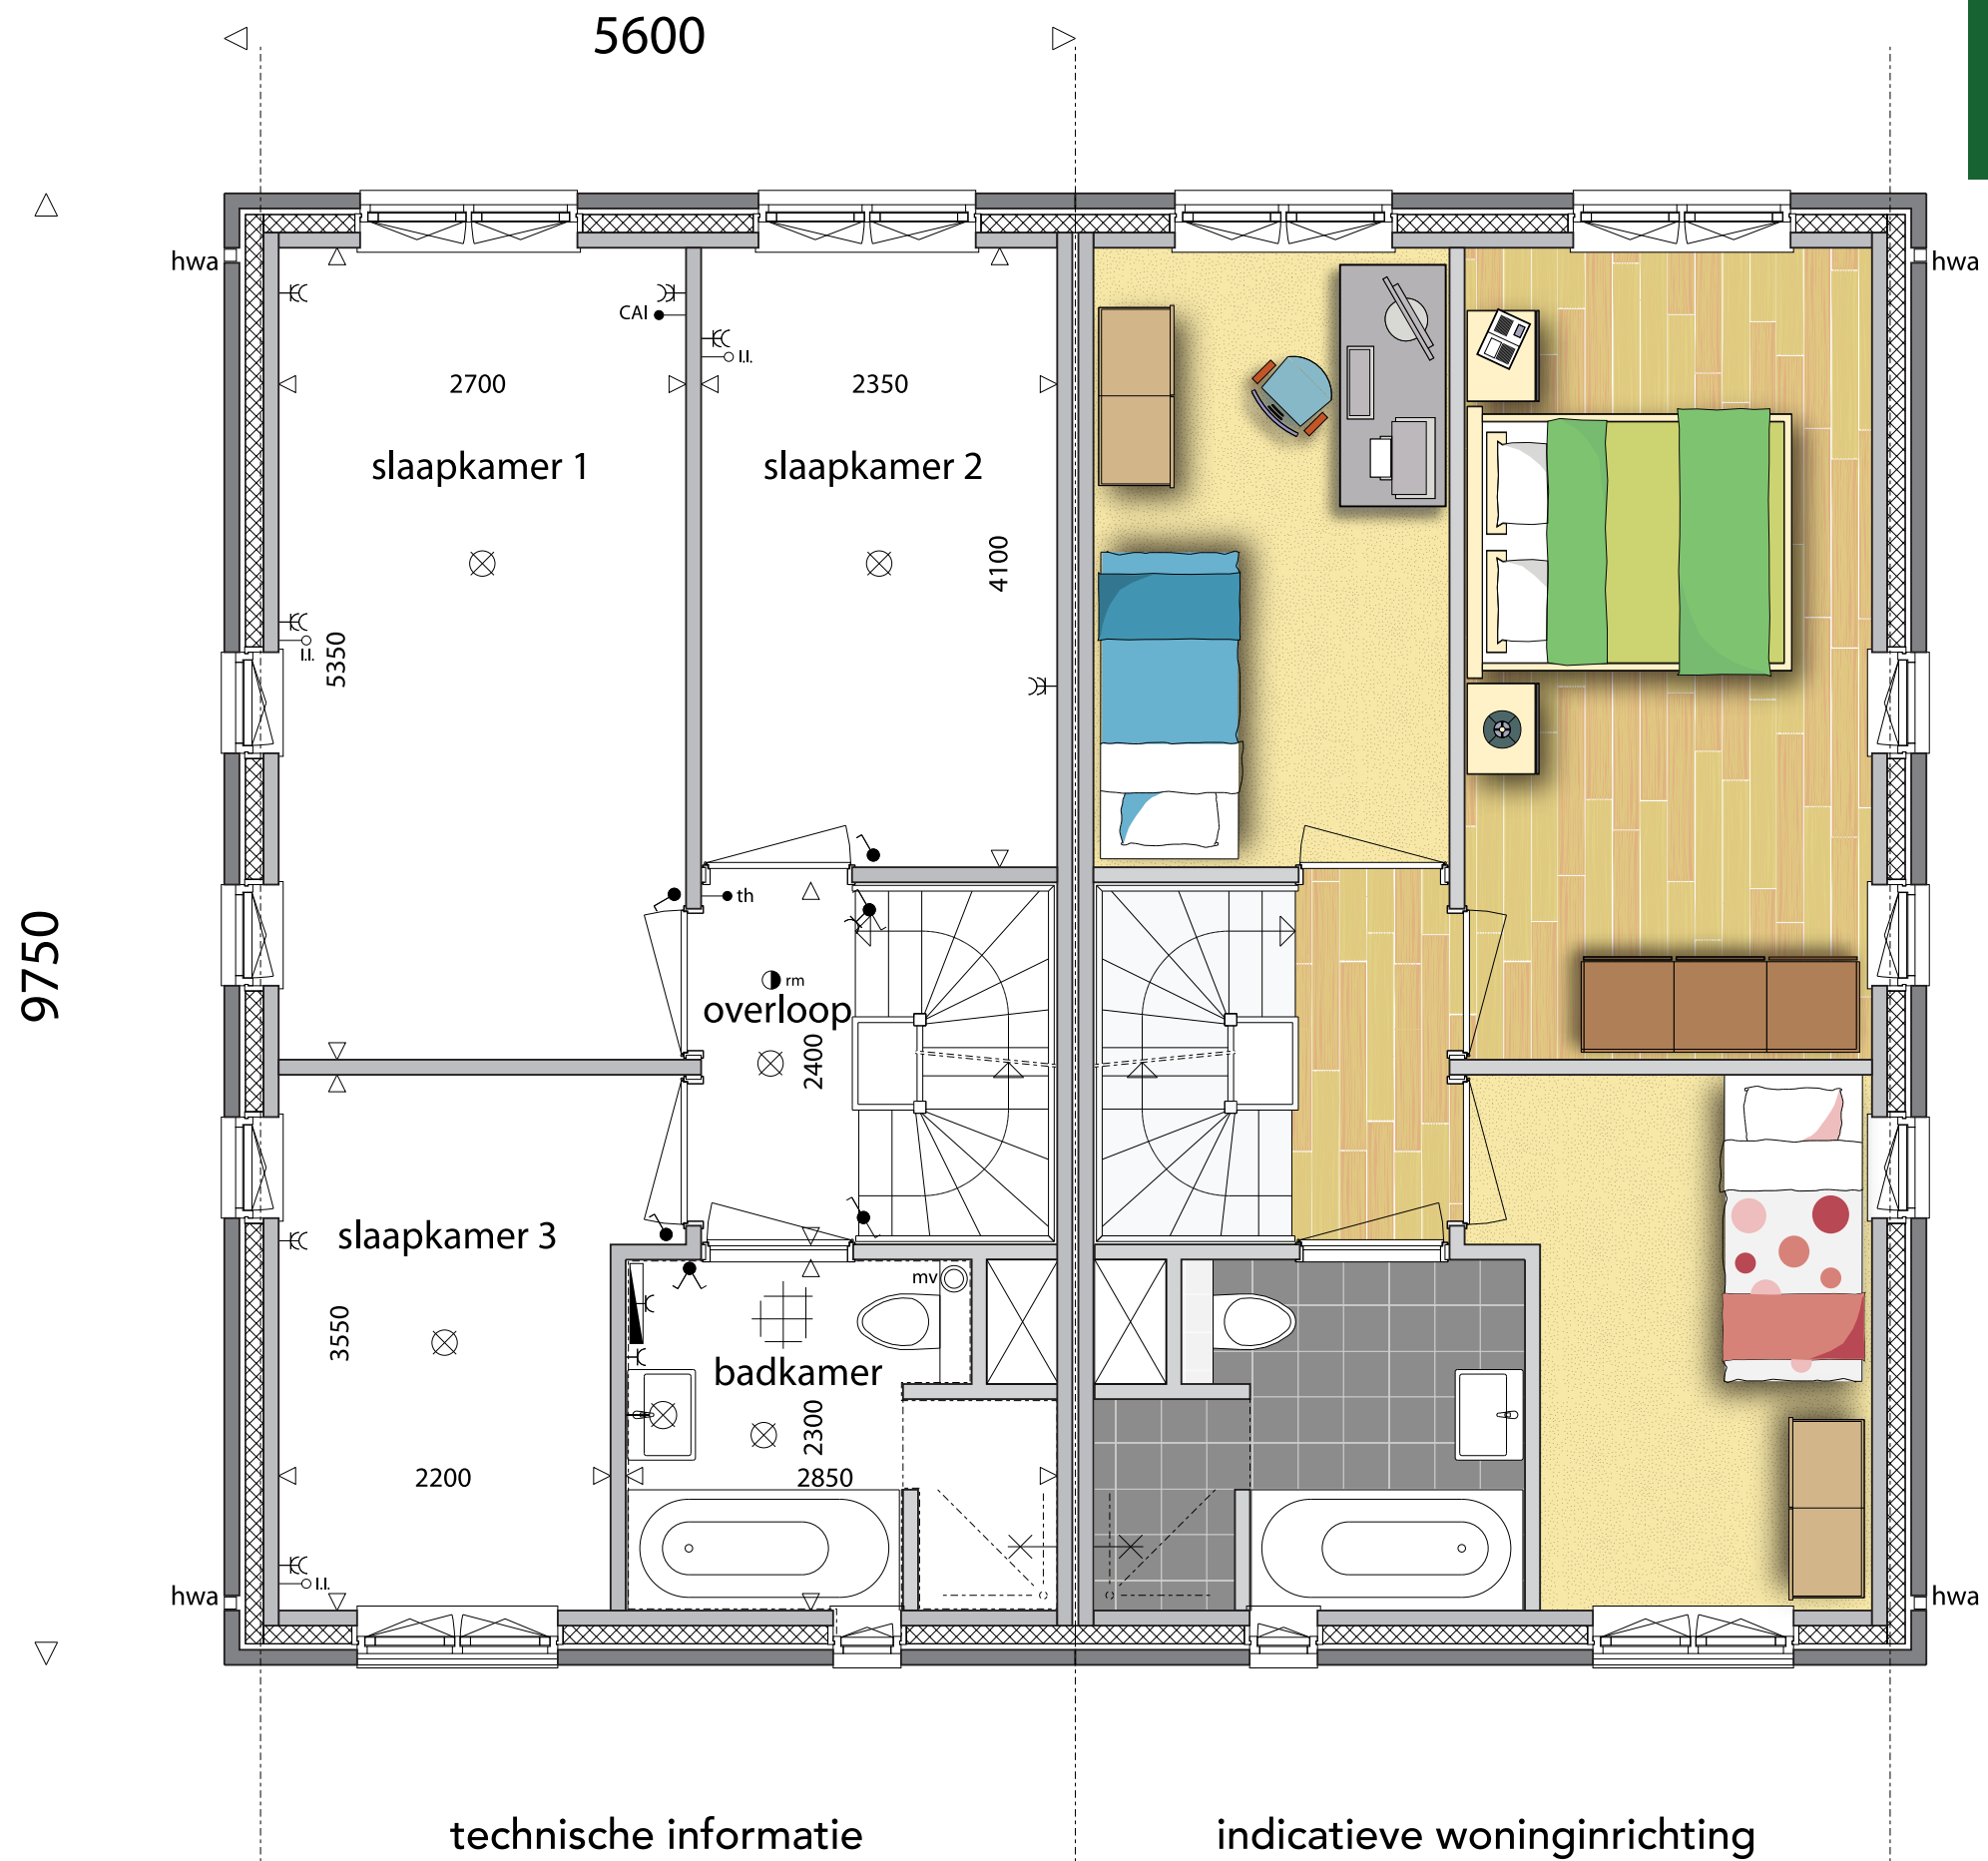 5600
hwa
hwa
CAI
l.l.
2700
2350
slaapkamer 1
slaapkamer 2
4100
l.l.
5350
th
9750
rm
overloop
2400
slaapkamer 3
mv
3550
badkamer
2300
2200
2850
l.l.
hwa
hwa
technische informatie
indicatieve woninginrichting